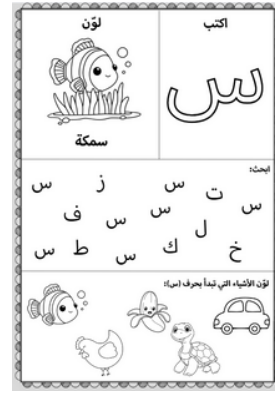 اكتب
لوّن
س
سمكة
ابحث:
س ز س ت س
ف س س ل
س ط س ك خ
لوّن الأشياء التي تبدأ بحرف (س):